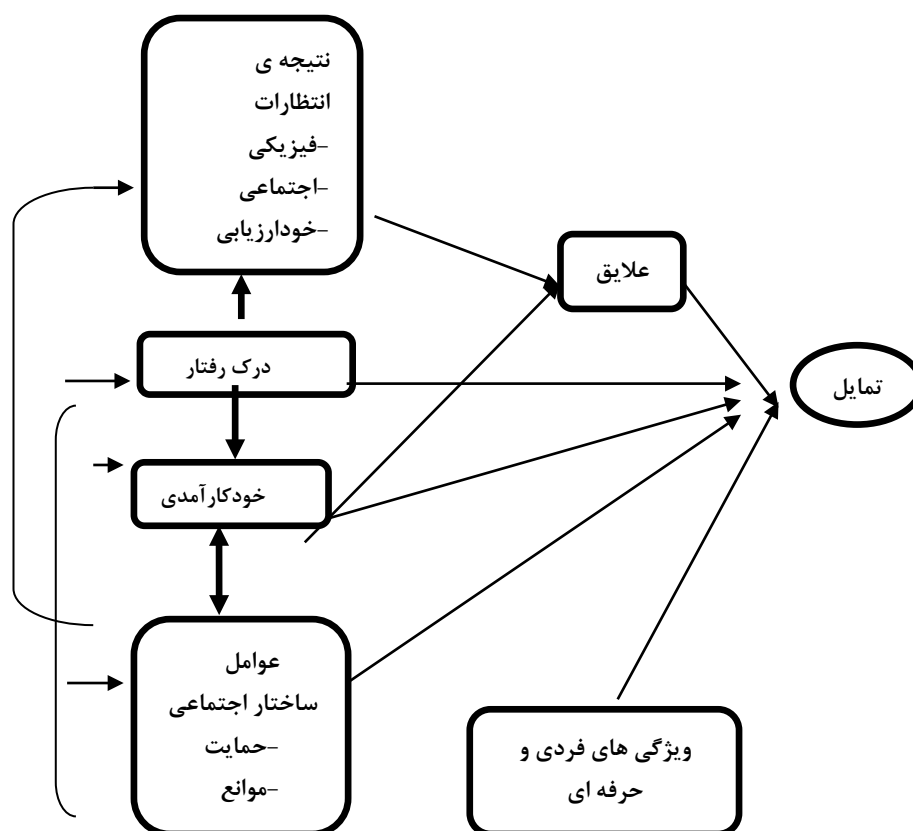 نتیجه ی
انتظارات
-فیزیکی
-اجتماعی
-خودارزیابی
علایق
درک رفتار
تمایل
خودکارآمدی
عوامل
ساختار اجتماعی
-حمایت
-موانع
ویژگی های فردی و
حرفه ای